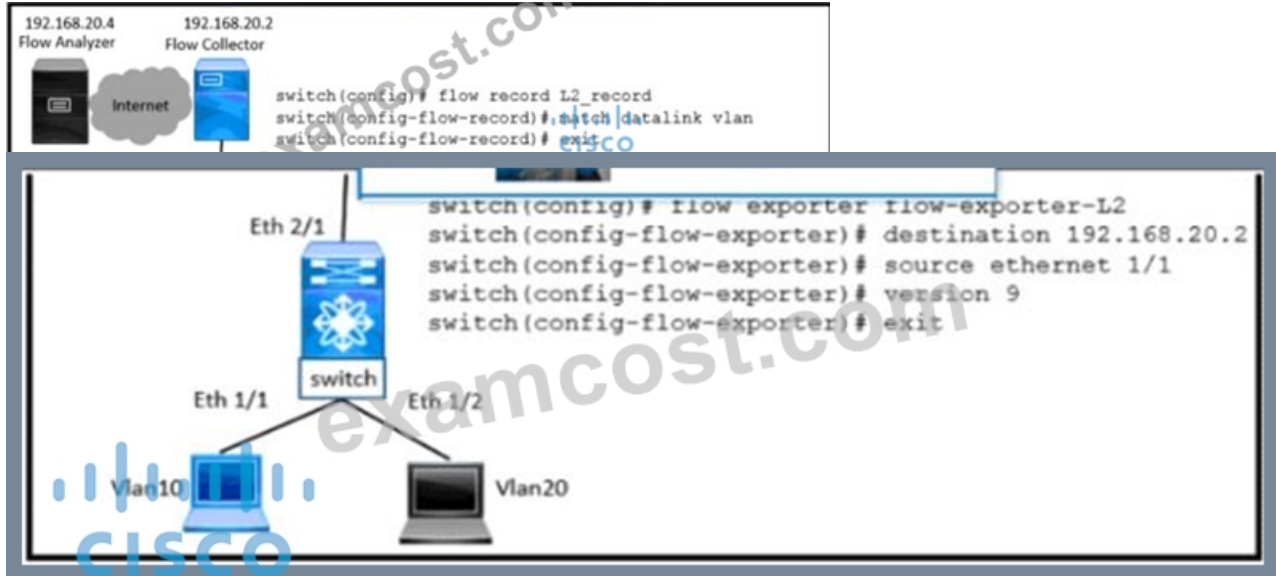 192.168.20.4
Flow Analyzer
192.168.20.2
Flow Collector
Internet
switch(config)# flow record L2_record
switch(config-flow-record)# match datalink vlan
switch(config-flow-record)# exit
CISCO
examcost.com
switch(config)# flow exporter flow-exporter-L2
switch(config-flow-exporter)# destination 192.168.20.2
switch(config-flow-exporter)# source ethernet 1/1
switch(config-flow-exporter)# version 9
switch(config-flow-exporter)# exit
Eth 2/1
switch
Eth 1/1
Eth 1/2
Vlan10
Vlan20
examcost.com
CISCO